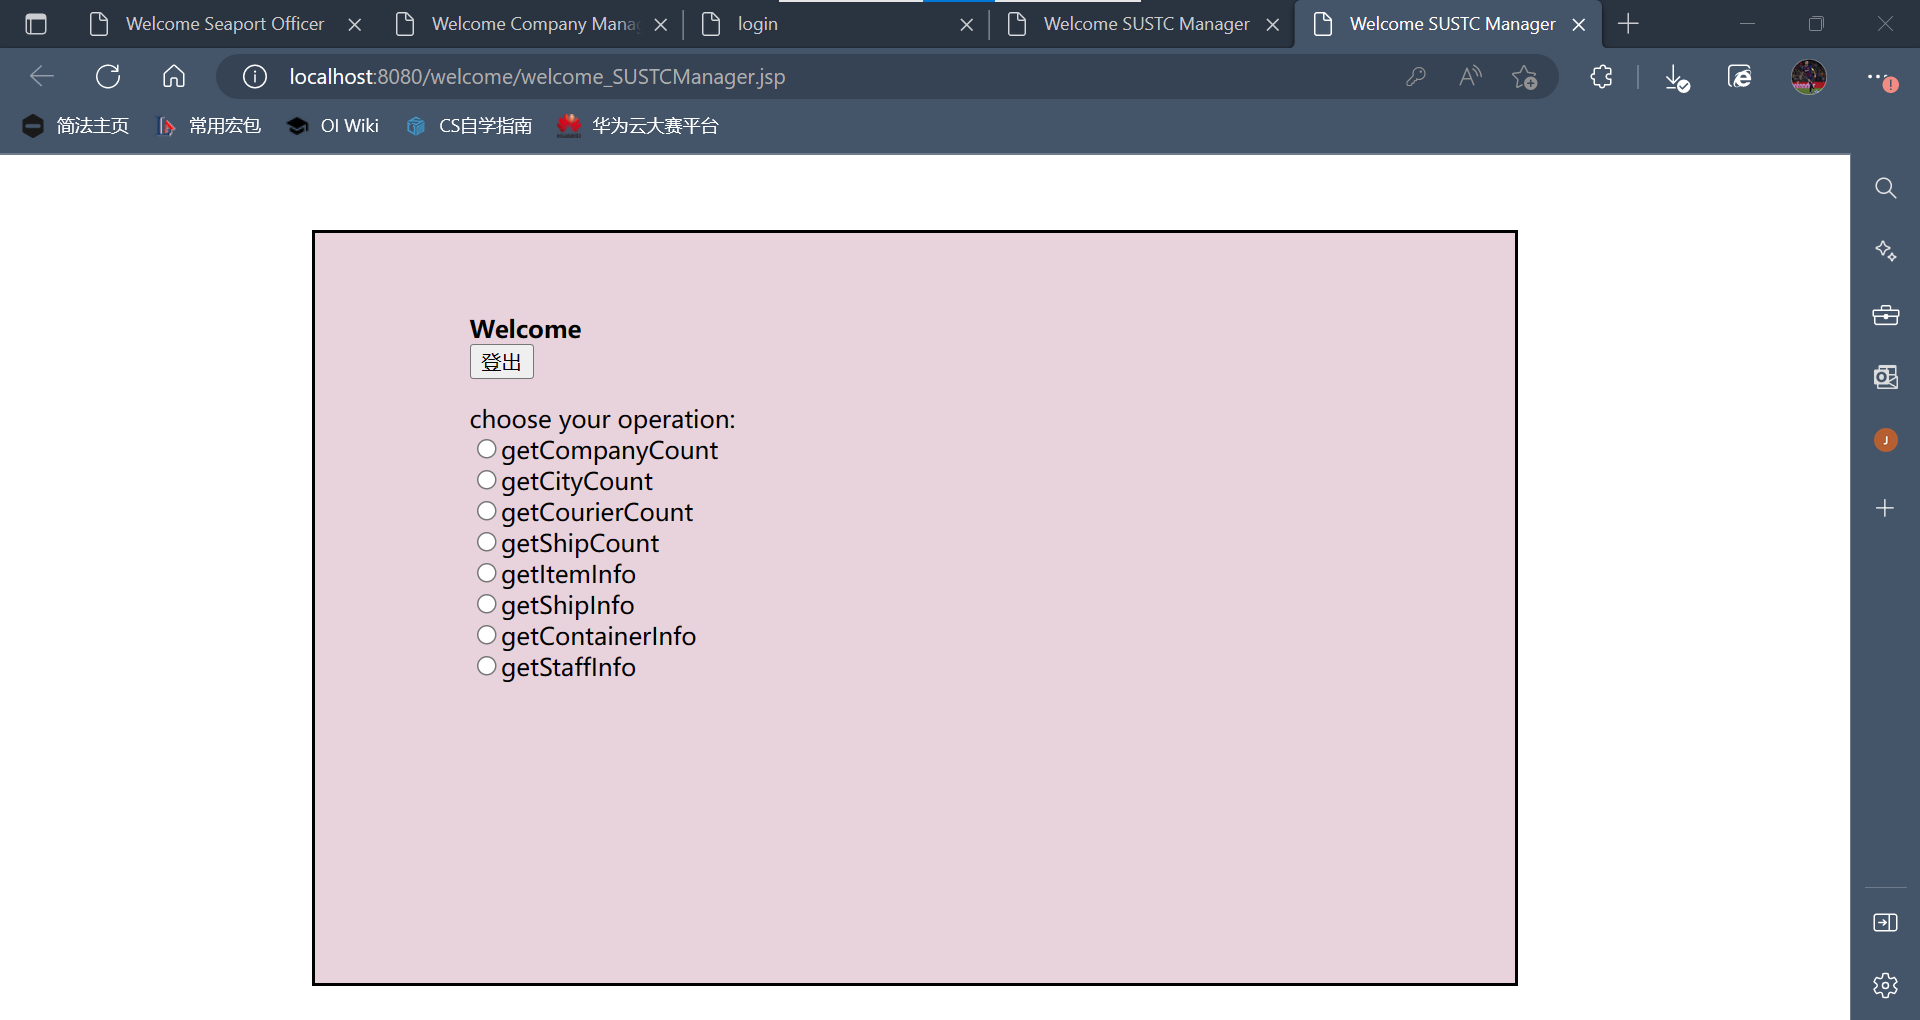 Welcome Seaport Officer
Welcome Company Mana
login
Welcome SUSTC Manager
Welcome SUSTC Manager
localhost:8080/welcome/welcome_SUSTCManager.jsp
简法主页
常用宏包
OI Wiki
CS自学指南
华为云大赛平台
J
Welcome
登出
choose your operation:
getCompanyCount
getCityCount
getCourierCount
getShipCount
getItemInfo
getShipInfo
getContainerInfo
getStaffInfo